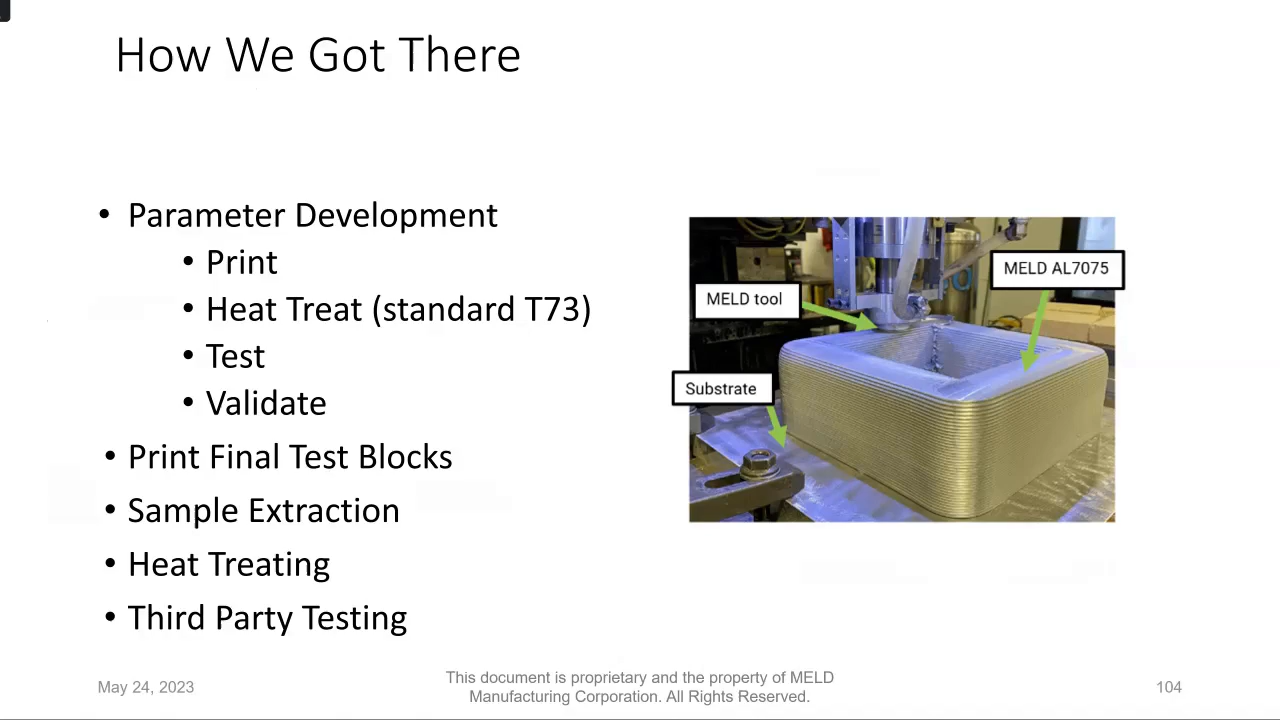 How We Got There
• Parameter Development
• Print
• Heat Treat (standard T73)
• Test
• Validate
• Print Final Test Blocks
• Sample Extraction
• Heat Treating
• Third Party Testing
MELD AL7075
MELD tool
Substrate
May 24, 2023
This document is proprietary and the property of MELD
Manufacturing Corporation. All Rights Reserved.
104